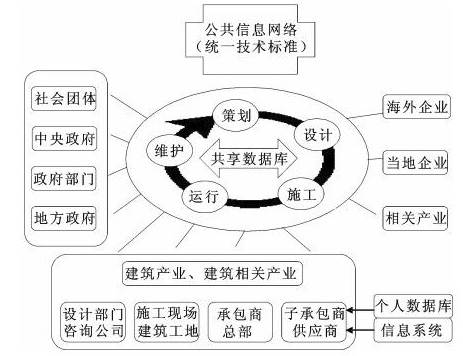 公共信息网络
（统一技术标准）
社会团体
中央政府
政府部门
地方政府
策划
设计
施工
运行
维护
共享数据库
海外企业
当地企业
相关产业
建筑产业、建筑相关产业
设计部门
咨询公司
施工现场
建筑工地
承包商
总部
子承包商
供应商
个人数据库
信息系统